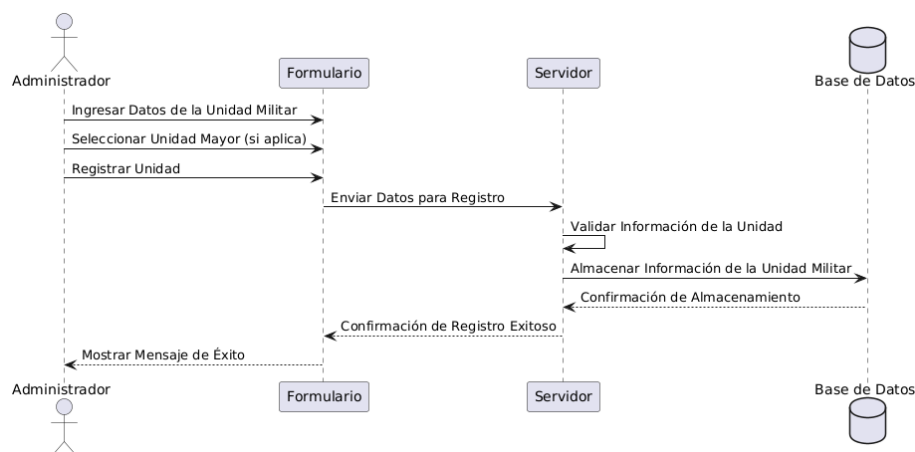 Administrador
Formulario
Servidor
Base de Datos
Ingresar Datos de la Unidad Militar
Seleccionar Unidad Mayor (si aplica)
Registrar Unidad
Enviar Datos para Registro
Validar Información de la Unidad
Almacenar Información de la Unidad Militar
Confirmación de Almacenamiento
Confirmación de Registro Exitoso
Mostrar Mensaje de Éxito
Administrador
Formulario
Servidor
Base de Datos